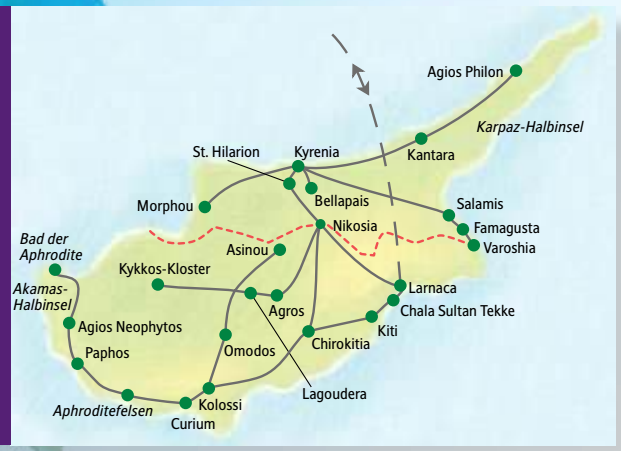 Agios Philon
Karpaz-Halbinsel
St. Hilarion
Kyrenia
Kantara
Morphou
Bellapais
Salamis
Nikosia
Famagusta
Varoshia
Bad der
Aphrodite
Asinou
Kykkos-Kloster
Akamas-
Halbinsel
Larnaca
Agros
Chala Sultan Tekke
Agios Neophytos
Kiti
Omodos
Chirokitia
Paphos
Lagoudera
Aphroditefelsen
Kolossi
Curium